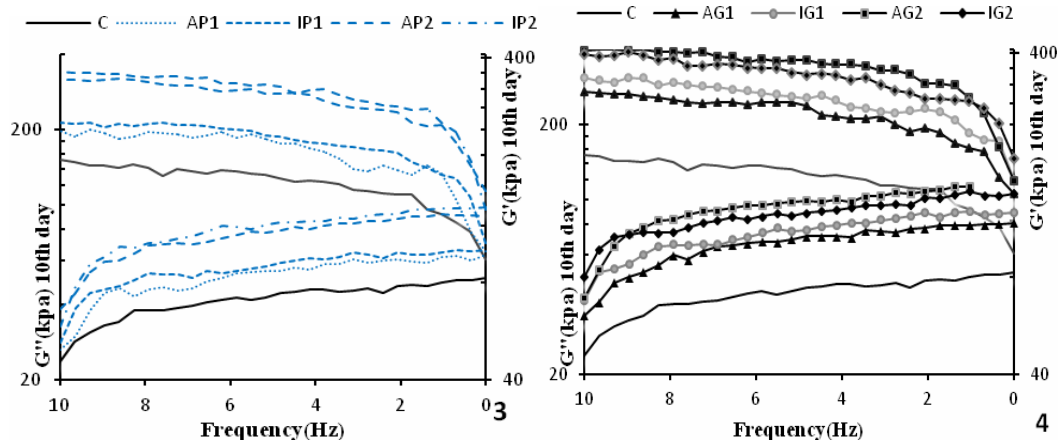 C AP1 IP1 AP2 IP2
400
200
20
40
G''(kpa) 10th day
G'(kpa) 10th day
10 8 6 4 2 0
Frequency(Hz)
3
C AG1 IG1 AG2 IG2
400
200
20
40
G''(kpa) 10th day
G'(kpa) 10th day
10 8 6 4 2 0
Frequency(Hz)
4